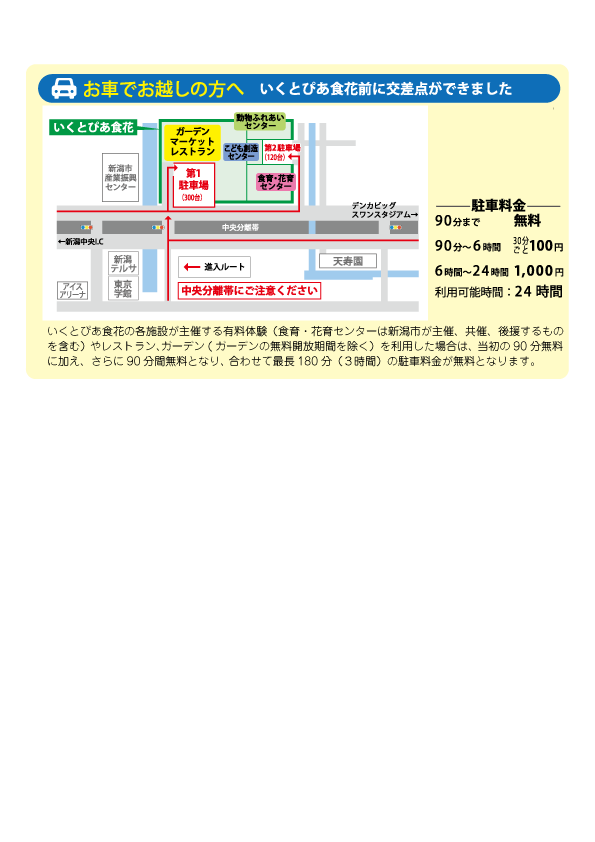 お車でお越しの方へ いくとぴあ食花前に交差点ができました
いくとぴあ食花
動物ふれあい
センター
ガーデン
マーケット
レストラン
こども創造
センター
第2駐車場
(120台)
新潟市
産業振興
センター
第1
駐車場
(300台)
食育・花育
センター
デンカビッグ
スワンスタジアム→
中央分離帯
←新潟中央I.C
新潟
テルサ
進入ルート
天寿園
アイス
アリーナ
東京
学館
中央分離帯にご注意ください
駐車料金
90分まで 無料
90分～6時間 30分ごと100円
6時間～24時間 1,000円
利用可能時間：24時間
いくとぴあ食花の各施設が主催する有料体験（食育・花育センターは新潟市が主催、共催、後援するもの
を含む）やレストラン、ガーデン（ガーデンの無料開放期間を除く）を利用した場合は、当初の90分無料
に加え、さらに90分間無料となり、合わせて最長180分（３時間）の駐車料金が無料となります。